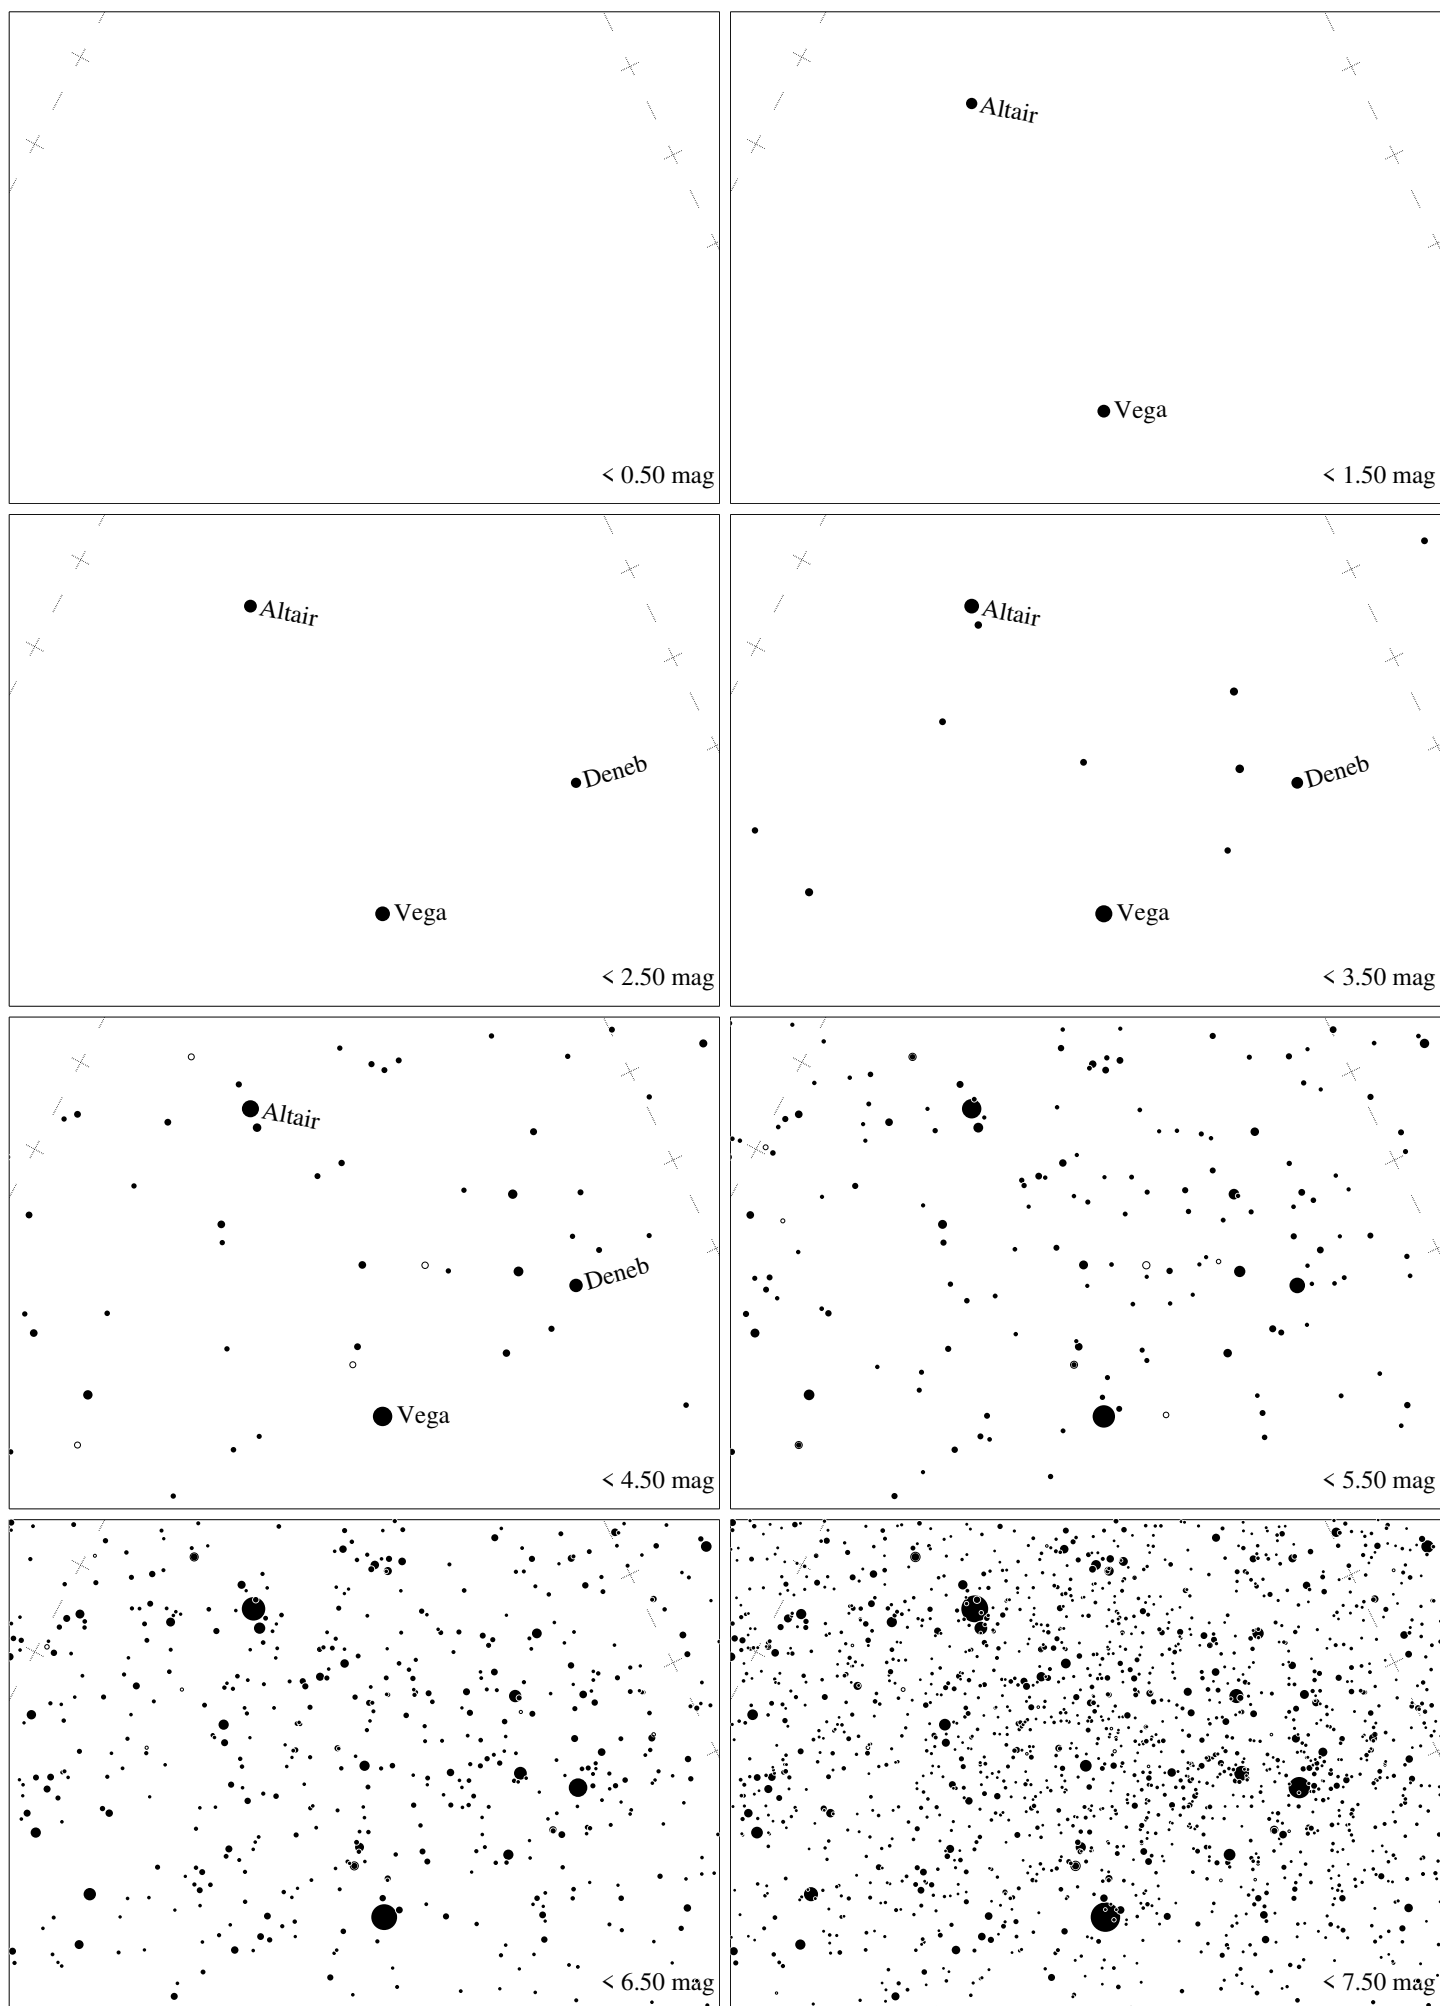 < 0.50 mag
Altair
Vega
< 1.50 mag
Altair
Deneb
Vega
< 2.50 mag
Altair
Deneb
Vega
< 3.50 mag
Altair
Deneb
Vega
< 4.50 mag
< 5.50 mag
< 6.50 mag
< 7.50 mag